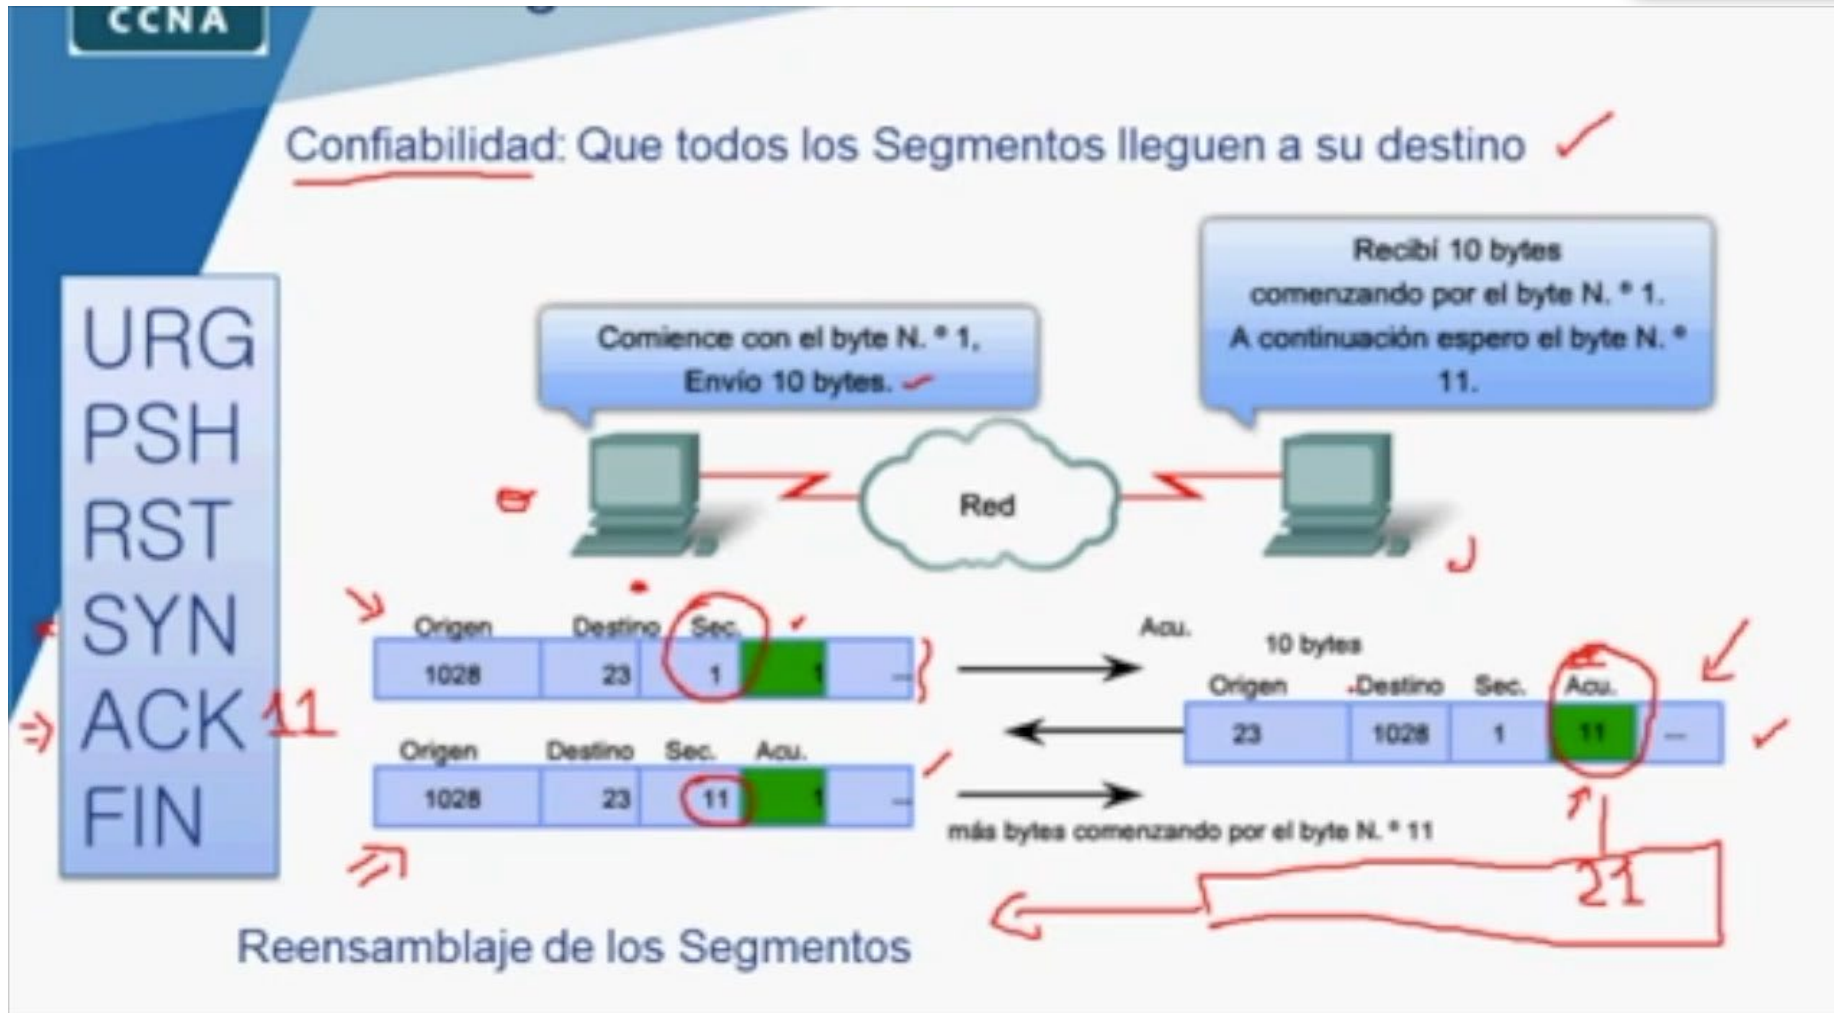 CCNA
Confiabilidad: Que todos los Segmentos lleguen a su destino
Recibí 10 bytes
comenzando por el byte N. º 1.
A continuación espero el byte N. º
11.
Comience con el byte N. º 1,
Envío 10 bytes.
URG
PSH
RST
SYN
ACK 11
FIN
Red
Origen Destino Sec.
1028 23 1 1 ...
Acu.
10 bytes
Origen Destino Sec. Acu.
23 1028 1 11 ...
Origen Destino Sec. Acu.
1028 23 11 1 ...
más bytes comenzando por el byte N. º 11
21
Reensamblaje de los Segmentos